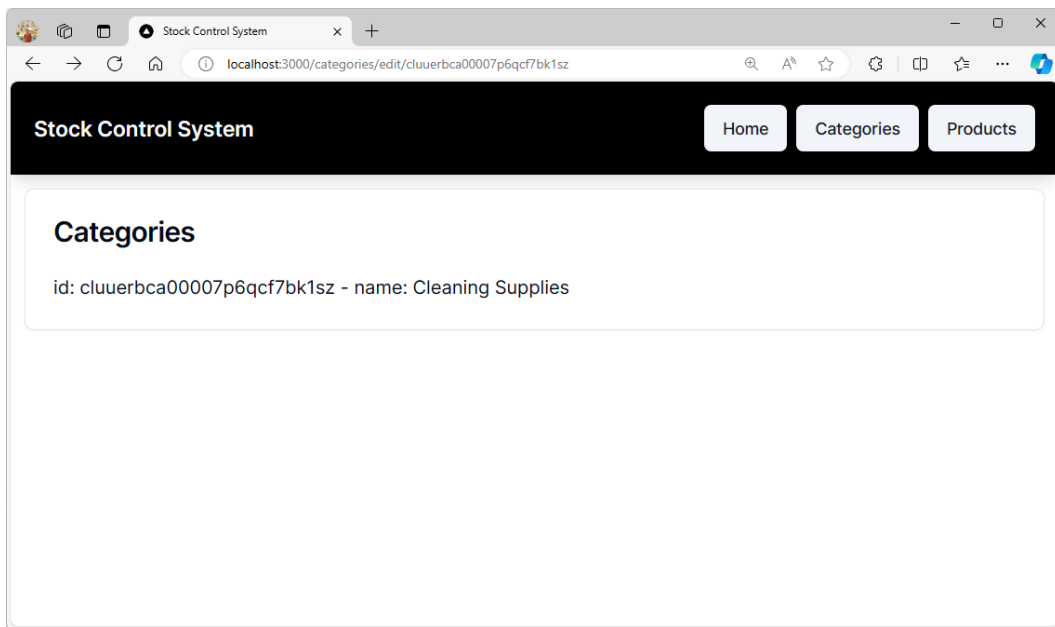 Stock Control System
localhost:3000/categories/edit/cluuerbca00007p6qcf7bk1sz
Stock Control System
Home
Categories
Products
Categories
id: cluuerbca00007p6qcf7bk1sz - name: Cleaning Supplies